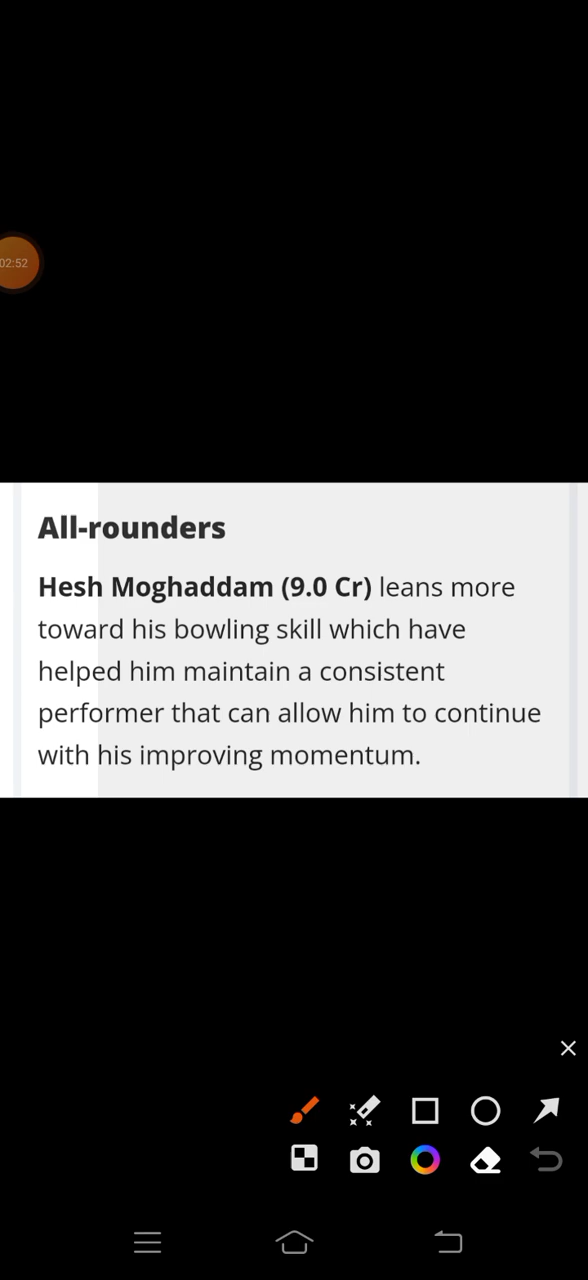 02:52
All-rounders
Hesh Moghaddam (9.0 Cr) leans more
toward his bowling skill which have
helped him maintain a consistent
performer that can allow him to continue
with his improving momentum.